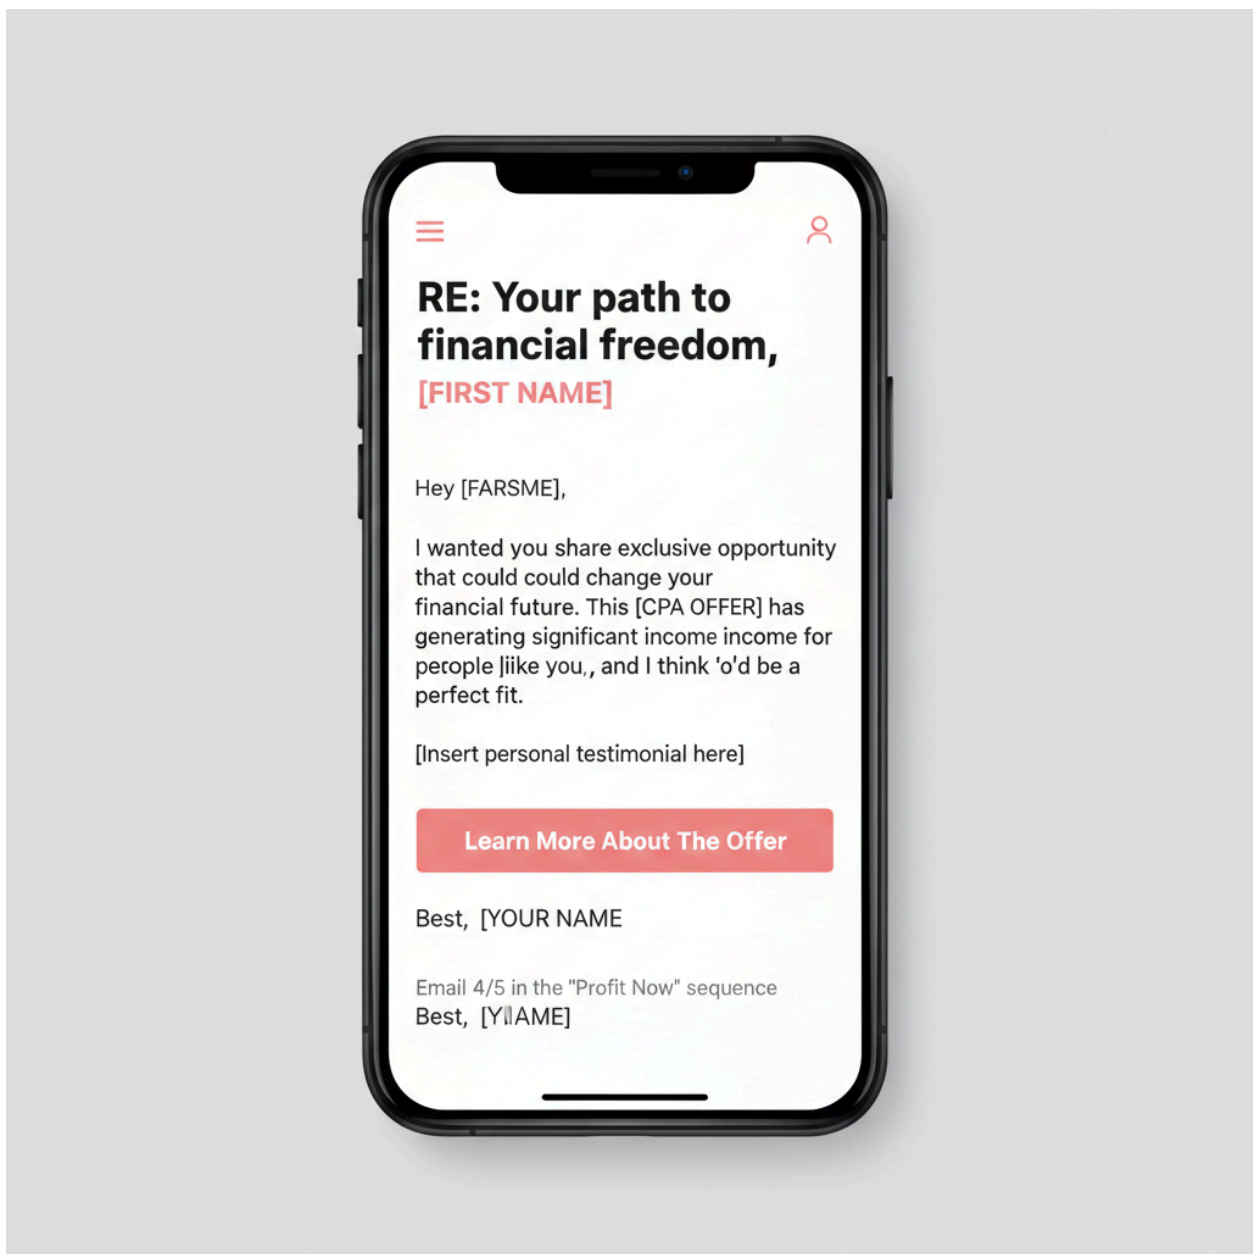 RE: Your path to
financial freedom,
[FIRST NAME]
Hey [FARSME],
I wanted you share exclusive opportunity
that could could change your
financial future. This [CPA OFFER] has
generating significant income income for
you,, and I think 'o'd be a
perfect fit.
[Insert personal testimonial here]
Learn More About The Offer
Best, [YOUR NAME
Email 4/5 in the "Profit Now" sequence
Best,